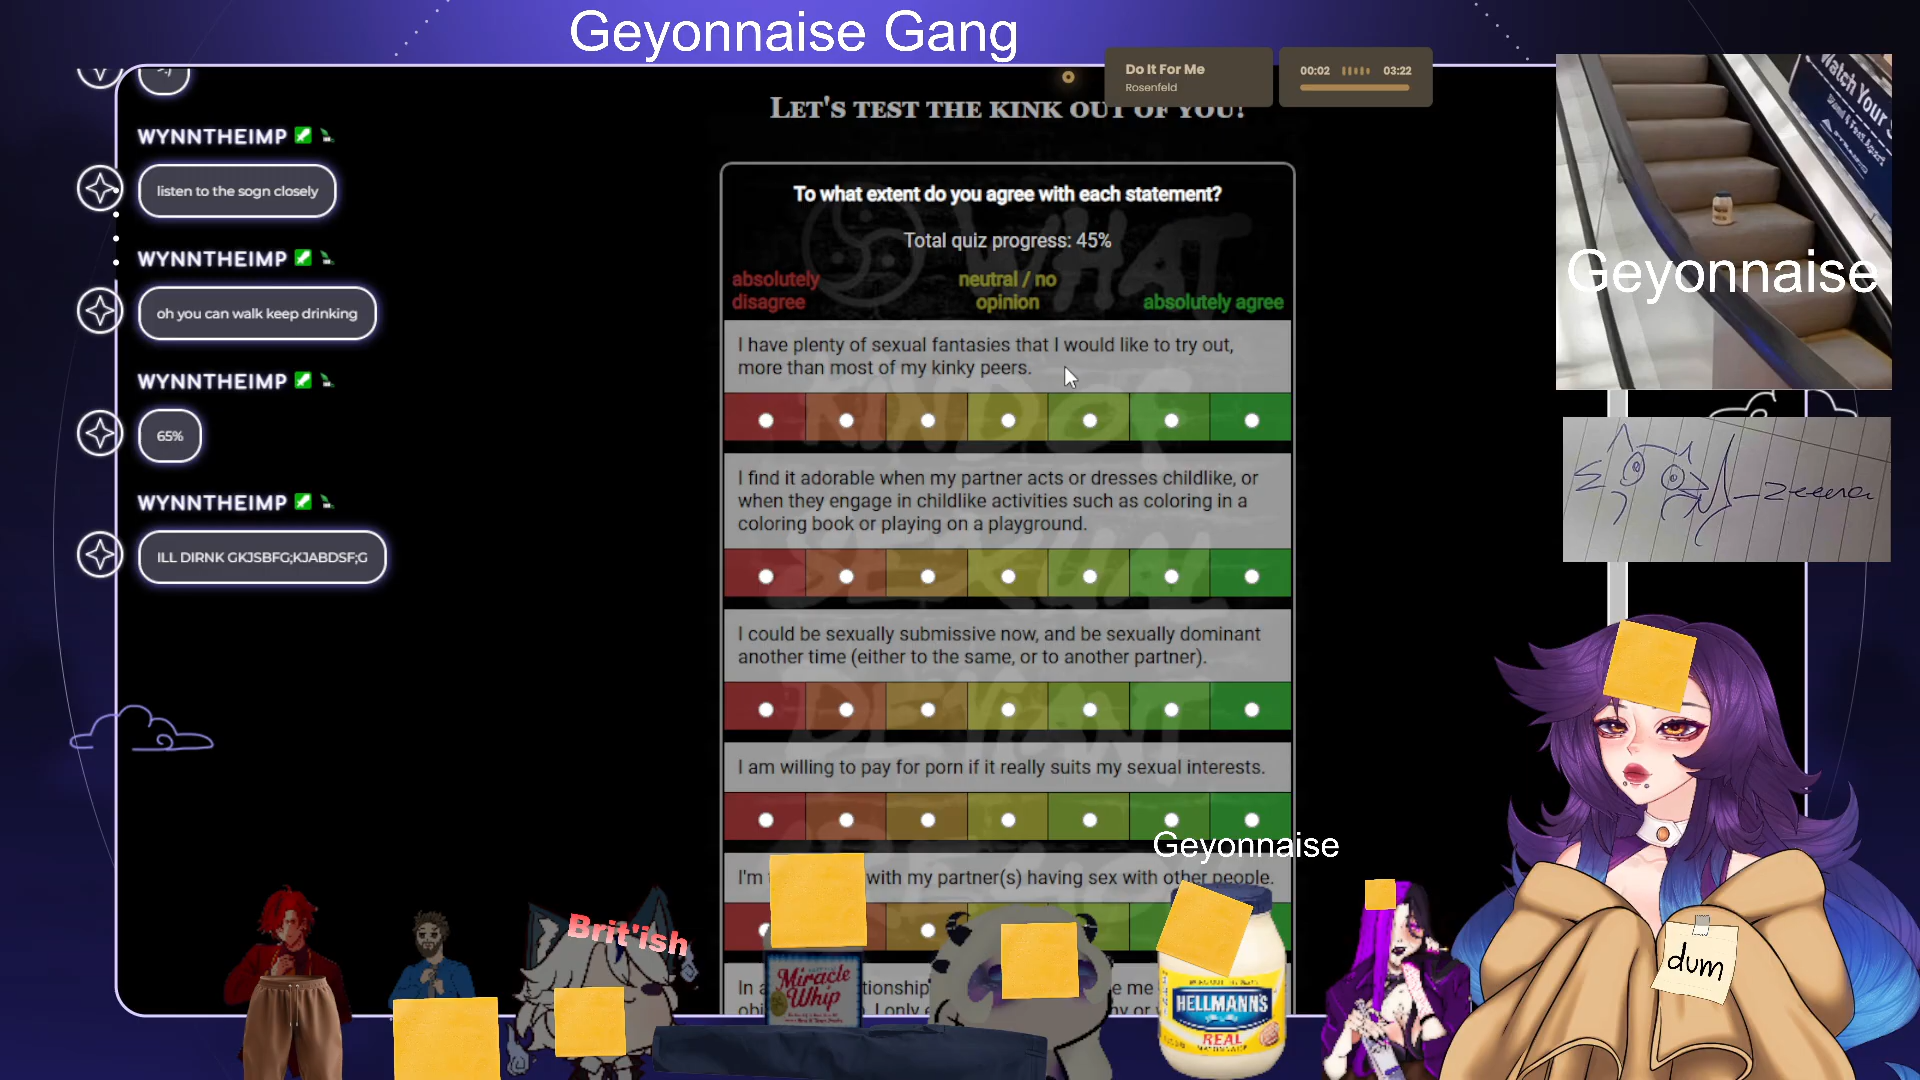 Geyonnaise Gang
Do It For Me
Rosenfeld
00:02
03:22
LET'S TEST THE KINK OUT OF YOU!
WYNNTHEIMP
listen to the sogn closely
WYNNTHEIMP
oh you can walk keep drinking
WYNNTHEIMP
65%
WYNNTHEIMP
ILL DIRNK GKJSBFG;KJABDSF;G
To what extent do you agree with each statement?
Total quiz progress: 45%
absolutely
disagree
neutral / no
opinion
absolutely agree
I have plenty of sexual fantasies that I would like to try out,
more than most of my kinky peers.
I find it adorable when my partner acts or dresses childlike, or
when they engage in childlike activities such as coloring in a
coloring book or playing on a playground.
I could be sexually submissive now, and be sexually dominant
another time (either to the same, or to another partner).
I am willing to pay for porn if it really suits my sexual interests.
I'm with my partner(s) having sex with other people.
Watch Your
Geyonnaise
zeena
Geyonnaise
Brit'ish
Miracle
Whip
HELLMANN'S
REAL
dum